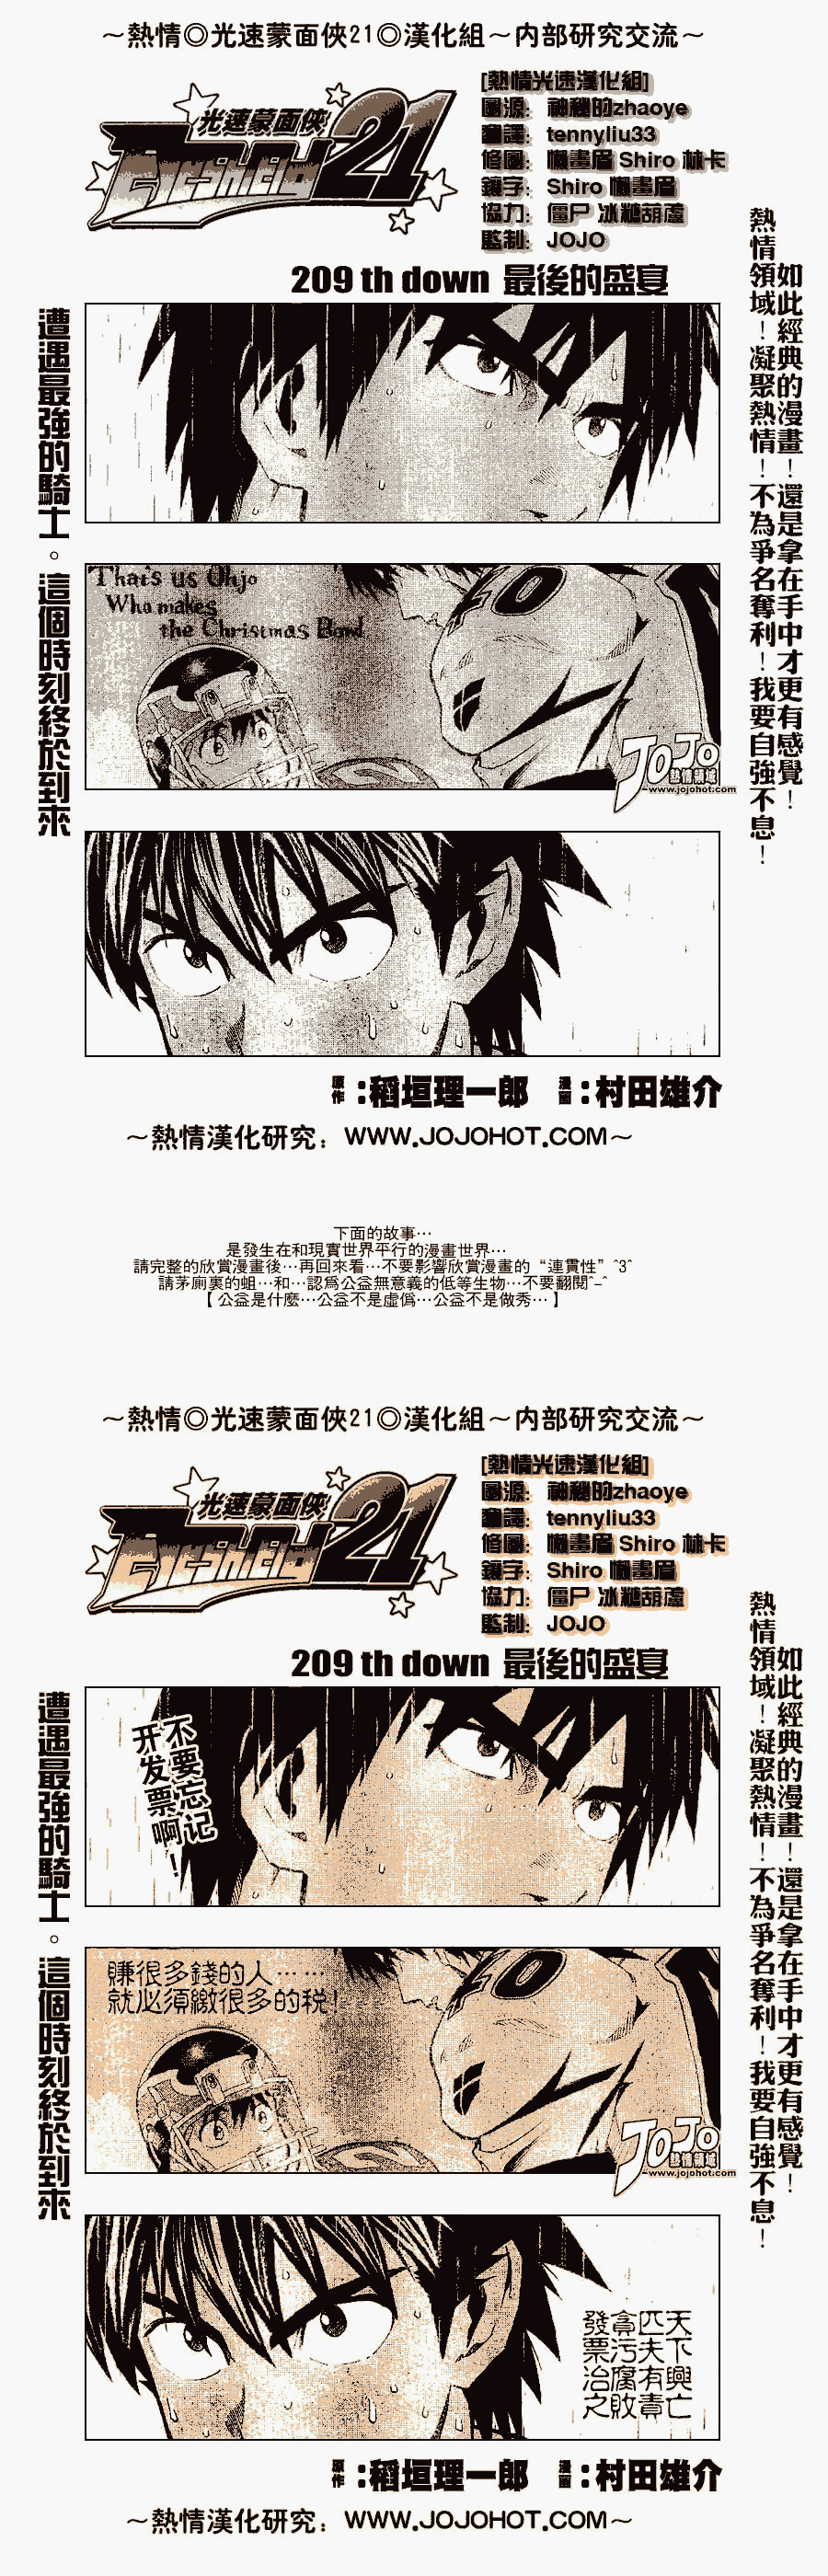 ～熱情◎光速蒙面俠21◎漢化組～内部研究交流～
光速蒙面俠
EYESHIELD 21
[熱情光速漢化組]
圖源：神秘的zhaoye
翻譯：tennyliu33
修圖：懶畫眉 Shiro 林卡
鑲字：Shiro 懶畫眉
協力：僵尸 冰糖葫蘆
監制：JOJO
209 th down 最後的盛宴
如此經典的漫畫！還是拿在手中才更有感覺！
熱情領域！凝聚熱情！不為爭名奪利！我要自強不息！
遭遇最強的騎士。這個時刻終於到來
That's us Ohjo
Who makes
the Christmas Bowl
JOJO
熱情領域
www.jojohot.com
原作：稻垣理一郎 漫画：村田雄介
～熱情漢化研究：WWW.JOJOHOT.COM～
下面的故事…
是發生在和現實世界平行的漫畫世界…
請完整的欣賞漫畫後…再回來看…不要影響欣賞漫畫的“連貫性”^3^
請茅廁裏的蛆…和…認爲公益無意義的低等生物…不要翻閱^-^
【公益是什麼…公益不是虛僞…公益不是做秀…】
～熱情◎光速蒙面俠21◎漢化組～内部研究交流～
光速蒙面俠
EYESHIELD 21
[熱情光速漢化組]
圖源：神秘的zhaoye
翻譯：tennyliu33
修圖：懶畫眉 Shiro 林卡
鑲字：Shiro 懶畫眉
協力：僵尸 冰糖葫蘆
監制：JOJO
209 th down 最後的盛宴
如此經典的漫畫！還是拿在手中才更有感覺！
熱情領域！凝聚熱情！不為爭名奪利！我要自強不息！
遭遇最強的騎士。這個時刻終於到來
不要忘记
开发票啊！
賺很多錢的人……
就必須繳很多的税！
JOJO
熱情領域
www.jojohot.com
天下興亡
匹夫有責
貪污腐敗
發票治之
原作：稻垣理一郎 漫画：村田雄介
～熱情漢化研究：WWW.JOJOHOT.COM～